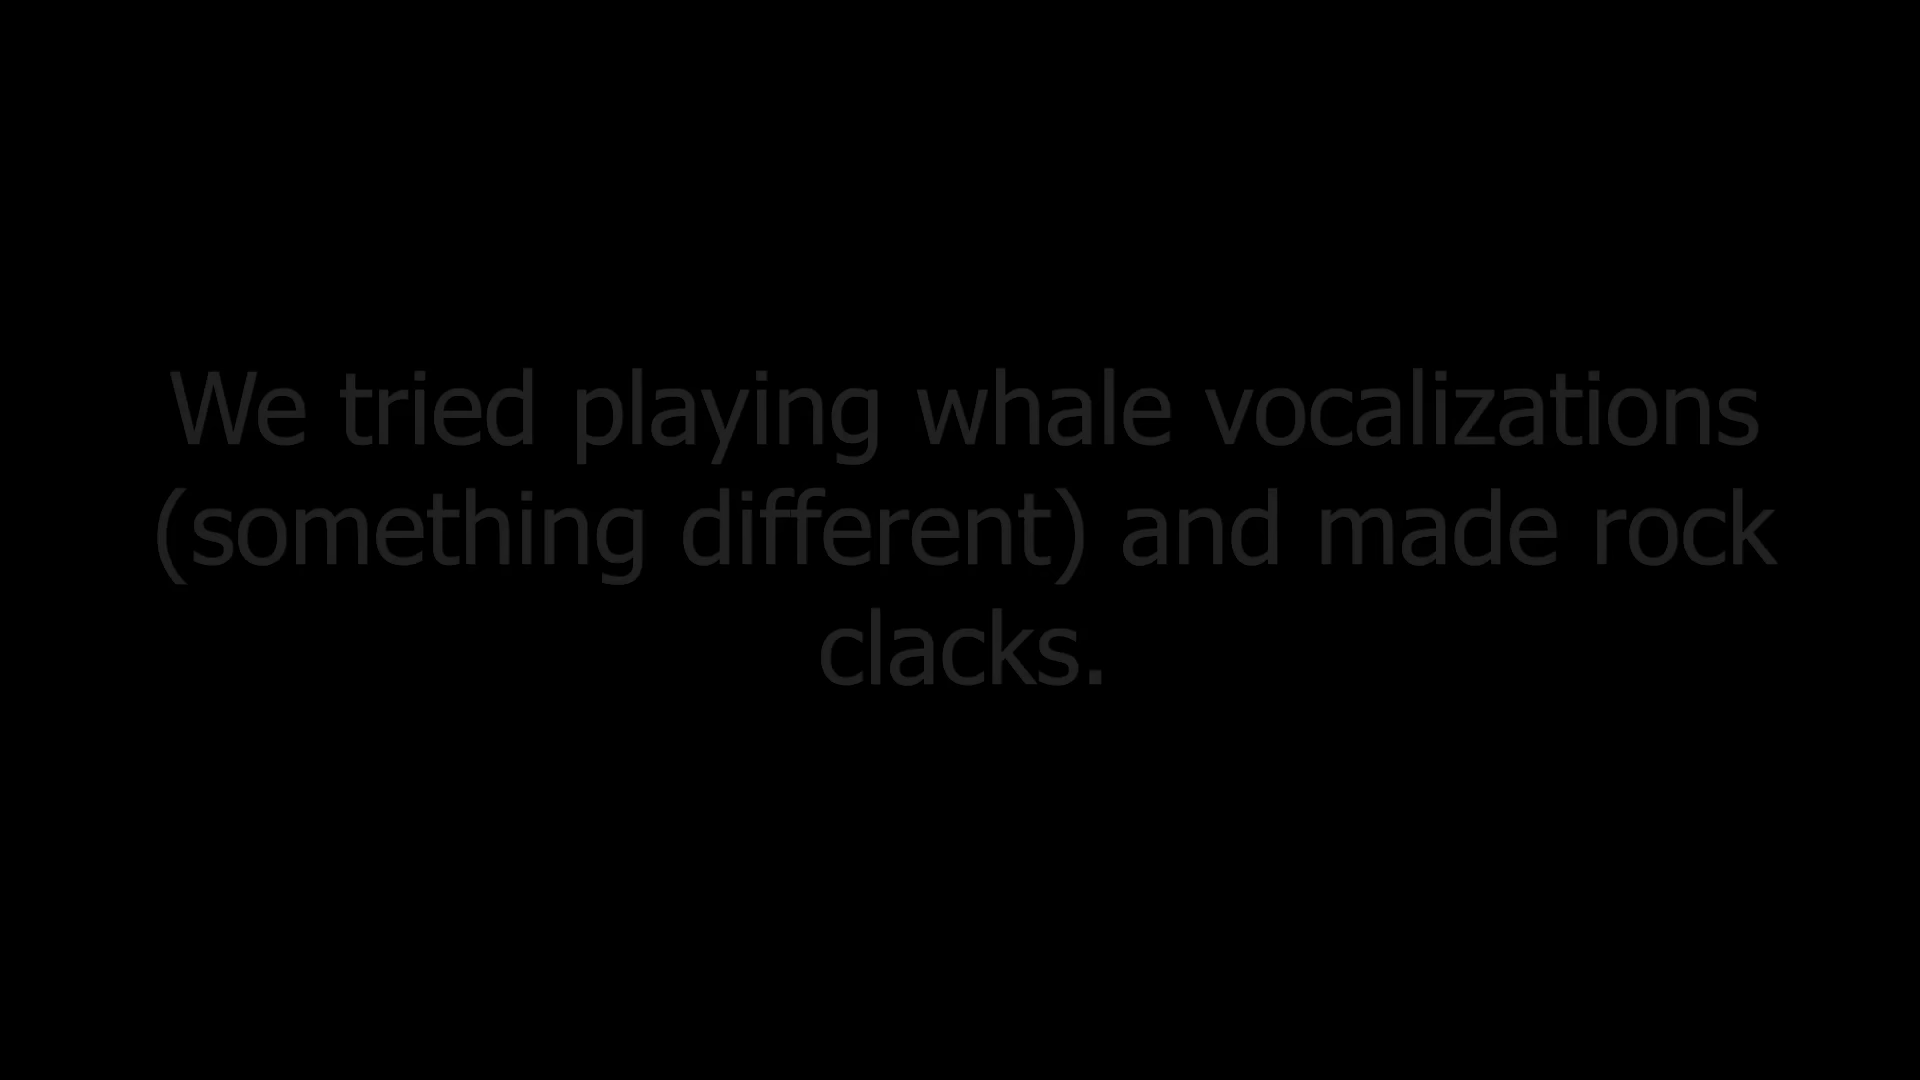 We tried playing whale vocalizations
(something different) and made rock
clacks.